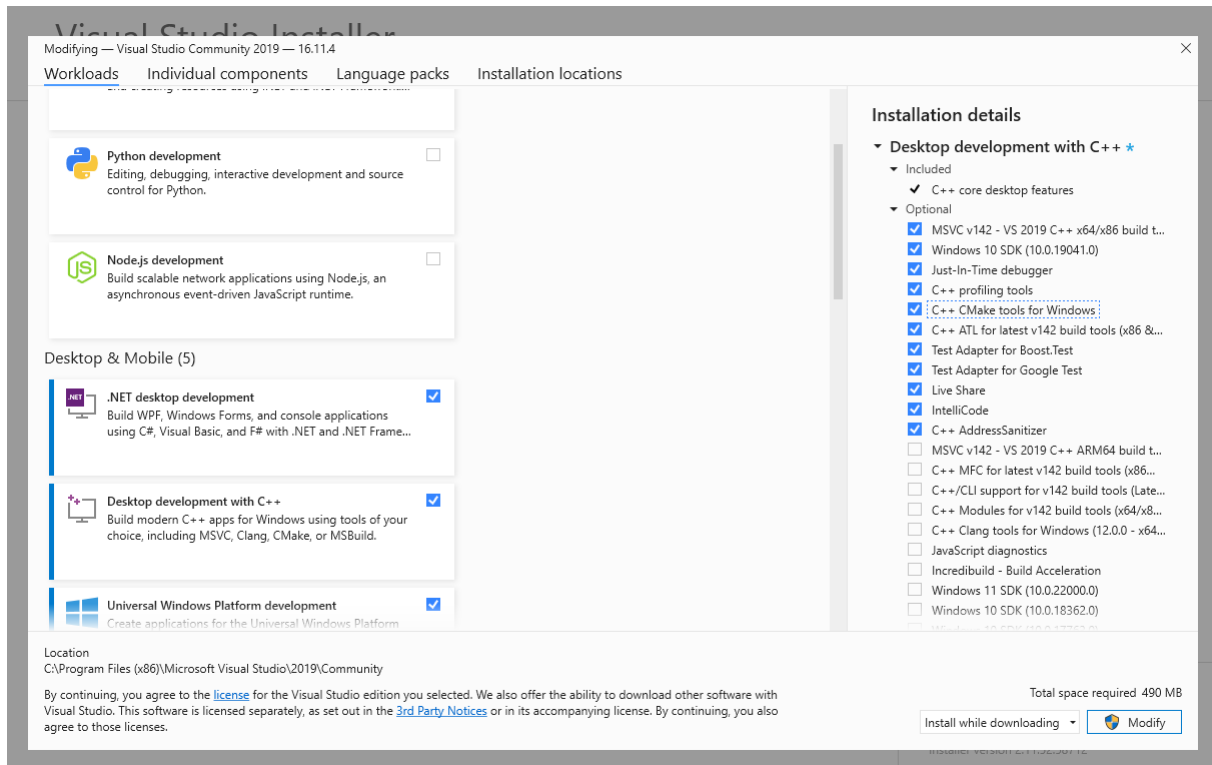 Visual Studio Installer
Modifying — Visual Studio Community 2019 — 16.11.4
Workloads
Individual components
Language packs
Installation locations
Python development
Editing, debugging, interactive development and source
control for Python.
Node.js development
Build scalable network applications using Node.js, an
asynchronous event-driven JavaScript runtime.
Desktop & Mobile (5)
.NET
.NET desktop development
Build WPF, Windows Forms, and console applications
using C#, Visual Basic, and F# with .NET and .NET Frame...
Desktop development with C++
Build modern C++ apps for Windows using tools of your
choice, including MSVC, Clang, CMake, or MSBuild.
Universal Windows Platform development
Create applications for the Universal Windows Platform
Installation details
Desktop development with C++ *
Included
C++ core desktop features
Optional
MSVC v142 - VS 2019 C++ x64/x86 build t...
Windows 10 SDK (10.0.19041.0)
Just-In-Time debugger
C++ profiling tools
C++ CMake tools for Windows
C++ ATL for latest v142 build tools (x86 &...
Test Adapter for Boost.Test
Test Adapter for Google Test
Live Share
IntelliCode
C++ AddressSanitizer
MSVC v142 - VS 2019 C++ ARM64 build t...
C++ MFC for latest v142 build tools (x86...
C++/CLI support for v142 build tools (Late...
C++ Modules for v142 build tools (x64/x8...
C++ Clang tools for Windows (12.0.0 - x64...
JavaScript diagnostics
Incredibuild - Build Acceleration
Windows 11 SDK (10.0.22000.0)
Windows 10 SDK (10.0.18362.0)
Windows 10 SDK (10.0.17763.0)
Location
C:\Program Files (x86)\Microsoft Visual Studio\2019\Community
By continuing, you agree to the license for the Visual Studio edition you selected. We also offer the ability to download other software with
Visual Studio. This software is licensed separately, as set out in the 3rd Party Notices or in its accompanying license. By continuing, you also
agree to those licenses.
Total space required 490 MB
Install while downloading
Modify